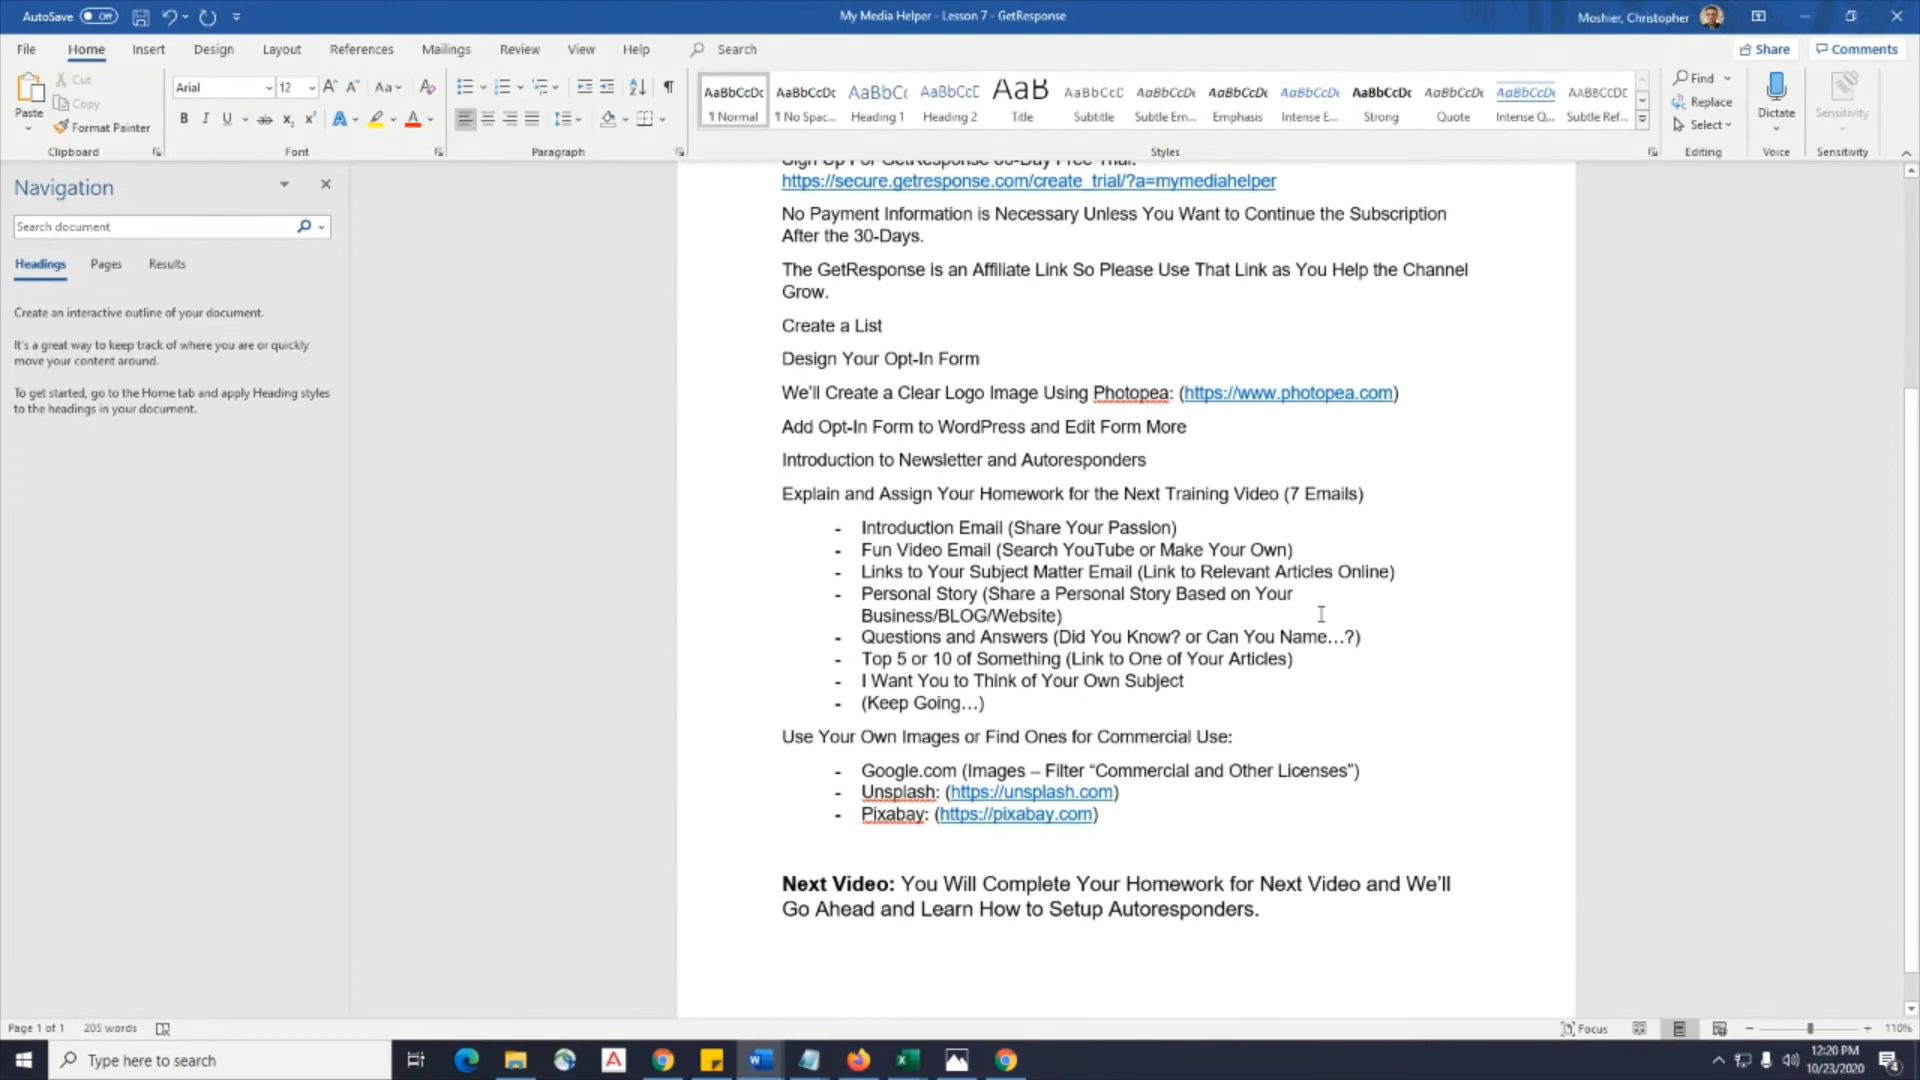 AutoSave Off My Media Helper - Lesson 7 - GetResponse Moshier, Christopher
File Home Insert Design Layout References Mailings Review View Help Search Share Comments
Paste Cut Copy Format Painter
Arial 12
AaBbCcDc AaBbCcDc AaBbCc AaBbCcC AaB AaBbCcC AaBbCcDc AaBbCcDc AaBbCcDc AaBbCcDc AaBbCcDc AaBbCcDc AABBCCDC
¶ Normal ¶ No Spac... Heading 1 Heading 2 Title Subtitle Subtle Em... Emphasis Intense E... Strong Quote Intense Q... Subtle Ref...
Find Replace Select Dictate Sensitivity
Clipboard Font Paragraph Styles Editing Voice Sensitivity
Navigation
Search document
Headings Pages Results
Create an interactive outline of your document.
It's a great way to keep track of where you are or quickly
move your content around.
To get started, go to the Home tab and apply Heading styles
to the headings in your document.
Sign Up For GetResponse 30-Day Free Trial:
https://secure.getresponse.com/create_trial/?a=mymediahelper
No Payment Information is Necessary Unless You Want to Continue the Subscription
After the 30-Days.
The GetResponse is an Affiliate Link So Please Use That Link as You Help the Channel
Grow.
Create a List
Design Your Opt-In Form
We'll Create a Clear Logo Image Using Photopea: (https://www.photopea.com)
Add Opt-In Form to WordPress and Edit Form More
Introduction to Newsletter and Autoresponders
Explain and Assign Your Homework for the Next Training Video (7 Emails)
- Introduction Email (Share Your Passion)
- Fun Video Email (Search YouTube or Make Your Own)
- Links to Your Subject Matter Email (Link to Relevant Articles Online)
- Personal Story (Share a Personal Story Based on Your
Business/BLOG/Website)
- Questions and Answers (Did You Know? or Can You Name…?)
- Top 5 or 10 of Something (Link to One of Your Articles)
- I Want You to Think of Your Own Subject
- (Keep Going…)
Use Your Own Images or Find Ones for Commercial Use:
- Google.com (Images – Filter “Commercial and Other Licenses”)
- Unsplash: (https://unsplash.com)
- Pixabay: (https://pixabay.com)
Next Video: You Will Complete Your Homework for Next Video and We'll
Go Ahead and Learn How to Setup Autoresponders.
Page 1 of 1 205 words Focus 110%
Type here to search
12:20 PM
10/23/2020